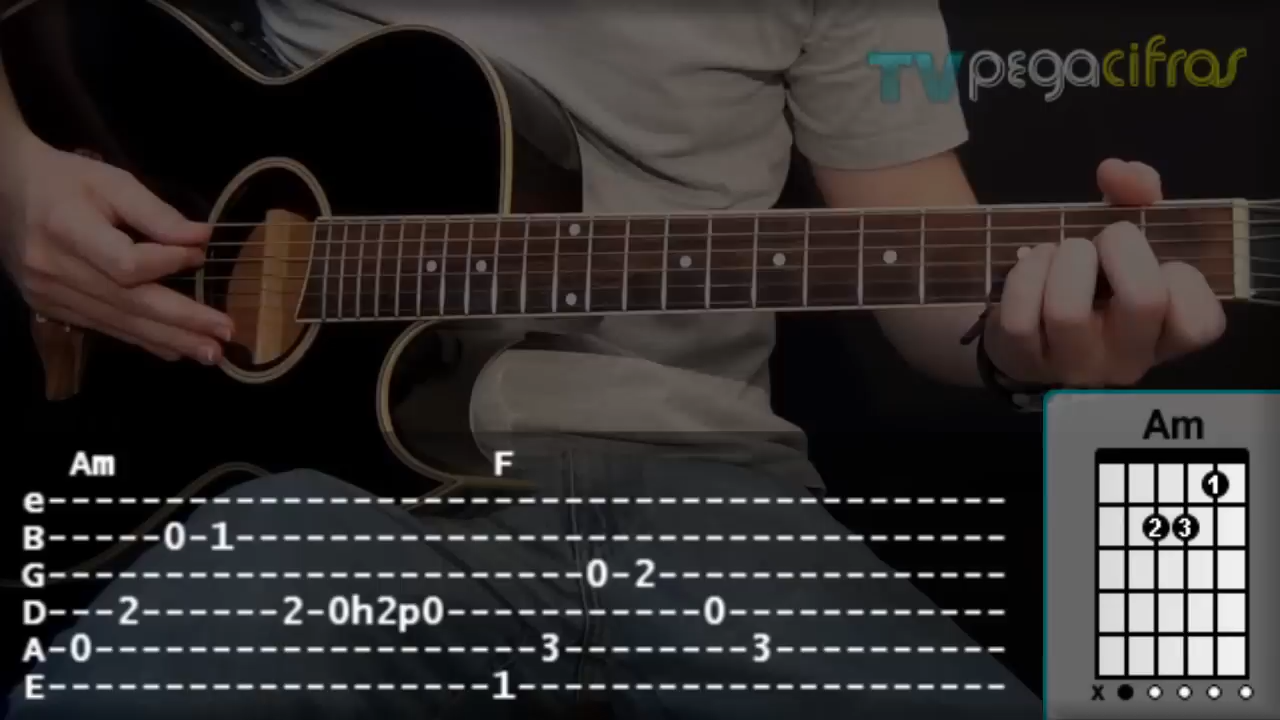 TVpegacifras
Am F
e-----------------------------------------
B-----0-1---------------------------------
G-----------------------0-2---------------
D---2------2-0h2p0-----------0------------
A-0-------------------3--------3----------
E-------------------1---------------------
Am
1
2 3
x